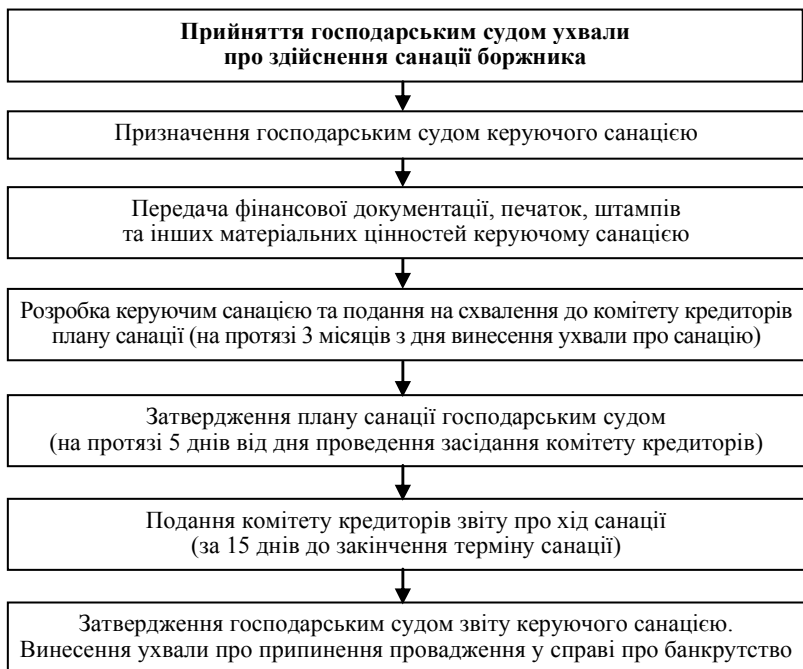 Прийняття господарським судом ухвали
про здійснення санації боржника
Призначення господарським судом керуючого санацією
Передача фінансової документації, печаток, штампів
та інших матеріальних цінностей керуючому санацією
Розробка керуючим санацією та подання на схвалення до комітету кредиторів
плану санації (на протязі 3 місяців з дня винесення ухвали про санацію)
Затвердження плану санації господарським судом
(на протязі 5 днів від дня проведення засідання комітету кредиторів)
Подання комітету кредиторів звіту про хід санації
(за 15 днів до закінчення терміну санації)
Затвердження господарським судом звіту керуючого санацією.
Винесення ухвали про припинення провадження у справі про банкрутство